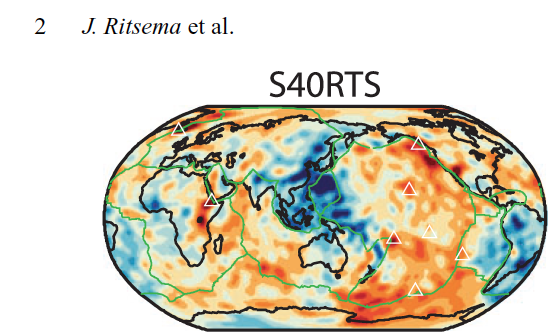 2 J. Ritsema et al.
S40RTS